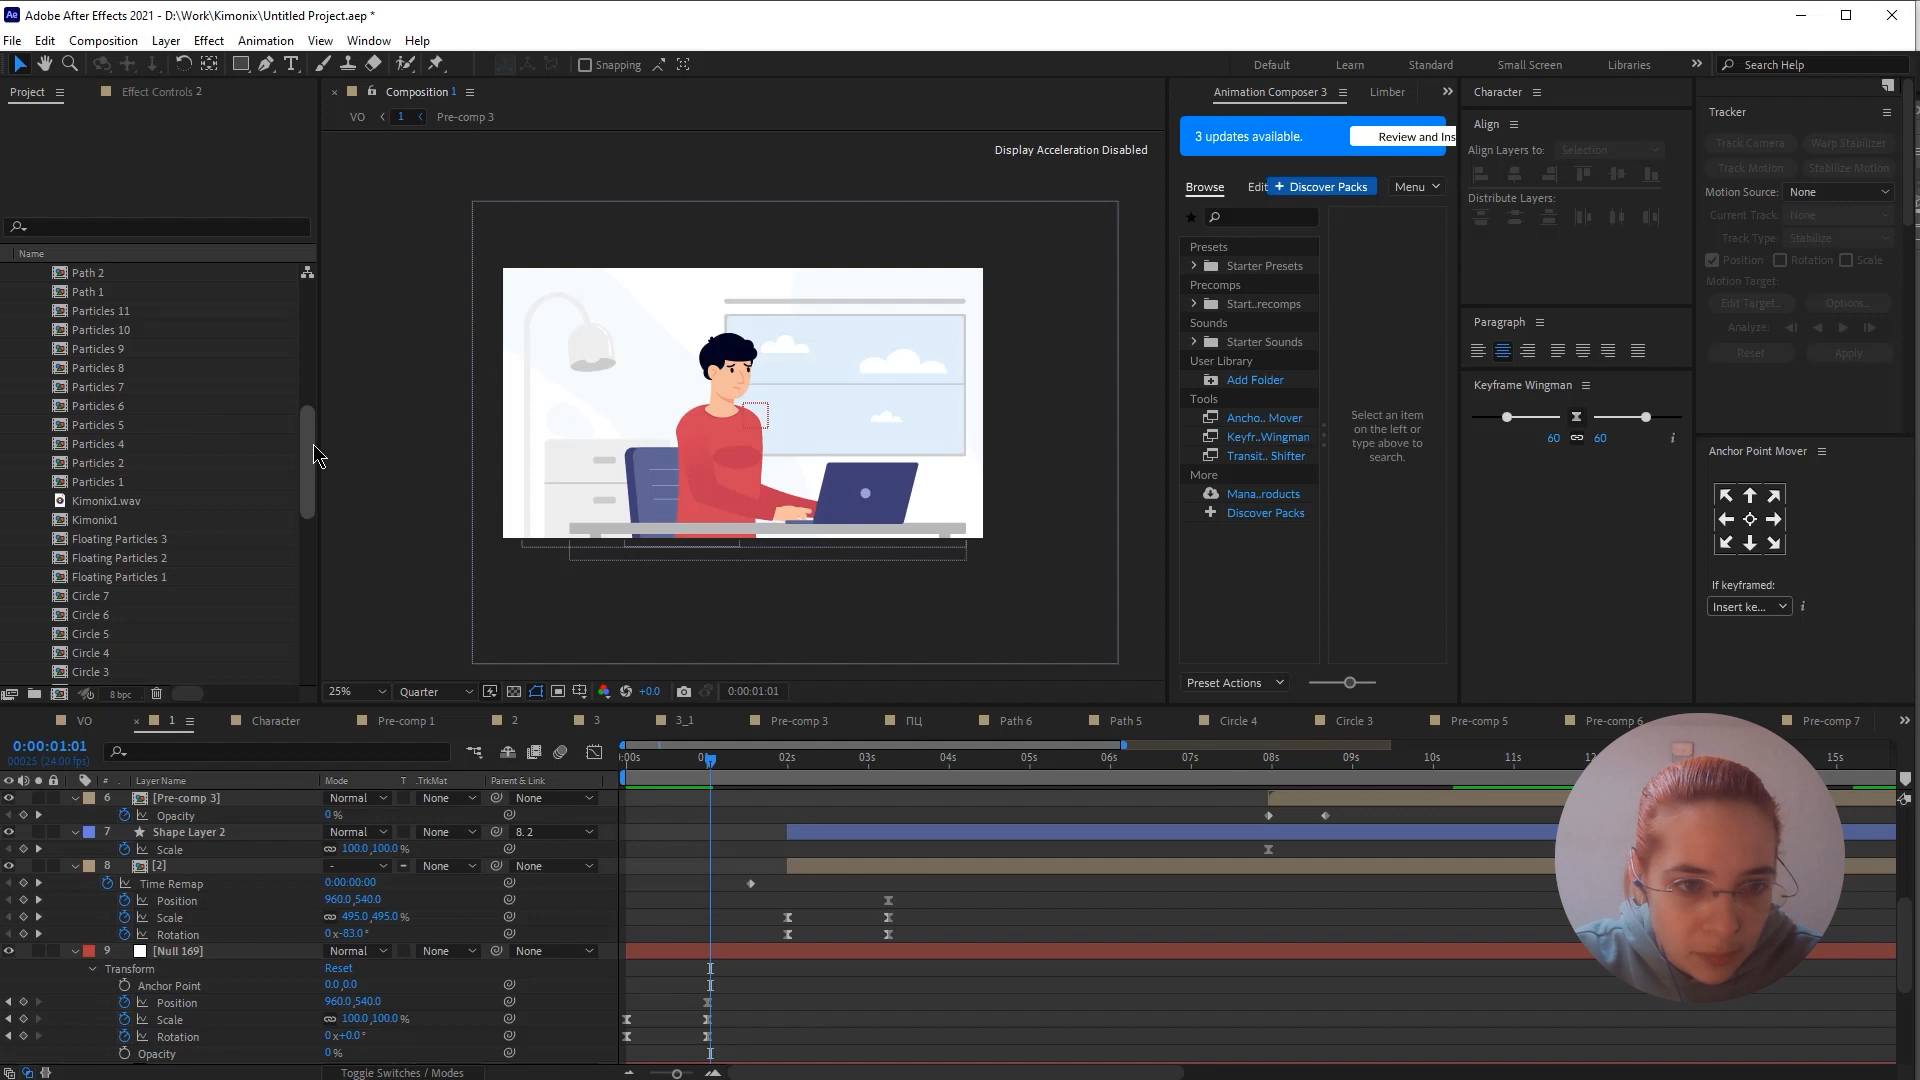 Adobe After Effects 2021 - D:\Work\Kimonix\Untitled Project.aep *
File Edit Composition Layer Effect Animation View Window Help
Snapping
Default Learn Standard Small Screen Libraries
Search Help
Project
Effect Controls 2
Composition 1
VO 1 Pre-comp 3
Display Acceleration Disabled
Name
Path 2
Path 1
Particles 11
Particles 10
Particles 9
Particles 8
Particles 7
Particles 6
Particles 5
Particles 4
Particles 2
Particles 1
Kimonix1.wav
Kimonix1
Floating Particles 3
Floating Particles 2
Floating Particles 1
Circle 7
Circle 6
Circle 5
Circle 4
Circle 3
8 bpc
25% Quarter +0.0 0:00:01:01
Animation Composer 3 Limber
3 updates available. Review and Ins
Browse Edit + Discover Packs Menu
Presets
Starter Presets
Precomps
Start..recomps
Sounds
Starter Sounds
User Library
Add Folder
Tools
Ancho.. Mover
Keyfr..Wingman
Transit.. Shifter
More
Mana..roducts
Discover Packs
Select an item
on the left or
type above to
search.
Preset Actions
Character
Align
Align Layers to: Selection
Distribute Layers:
Paragraph
Keyframe Wingman
60 60
Tracker
Track Camera Warp Stabilizer
Track Motion Stabilize Motion
Motion Source: None
Current Track: None
Track Type: Stabilize
Position Rotation Scale
Motion Target:
Edit Target... Options...
Analyze:
Reset Apply
Anchor Point Mover
If keyframed:
Insert ke...
VO 1 Character Pre-comp 1 2 3 3_1 Pre-comp 3 ПЦ Path 6 Path 5 Circle 4 Circle 3 Pre-comp 5 Pre-comp 6 Pre-comp 7
0:00:01:01
00025 (24.00 fps)
02s 03s 04s 05s 06s 07s 08s 09s 10s 11s 15s
# Layer Name Mode T .TrkMat Parent & Link
6 [Pre-comp 3] Normal None None
Opacity 0%
7 Shape Layer 2 Normal None 8. 2
Scale 100.0,100.0%
8 [2] - None None
Time Remap 0:00:00:00
Position 960.0,540.0
Scale 495.0,495.0%
Rotation 0x-83.0°
9 [Null 169] Normal None None
Transform Reset
Anchor Point 0.0,0.0
Position 960.0,540.0
Scale 100.0,100.0%
Rotation 0x+0.0°
Opacity 0%
Toggle Switches / Modes